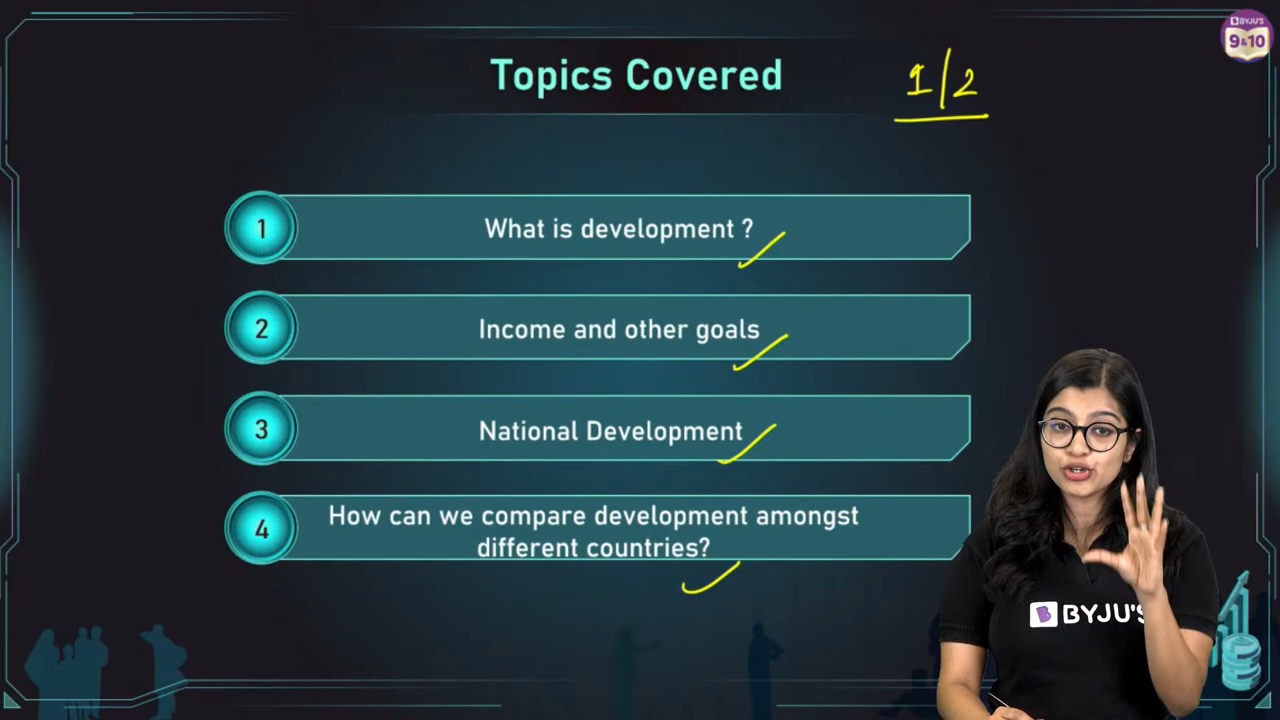 BYJU'S
9&10
Topics Covered
1/2
1
What is development ?
2
Income and other goals
3
National Development
4
How can we compare development amongst
different countries?
BYJU'S